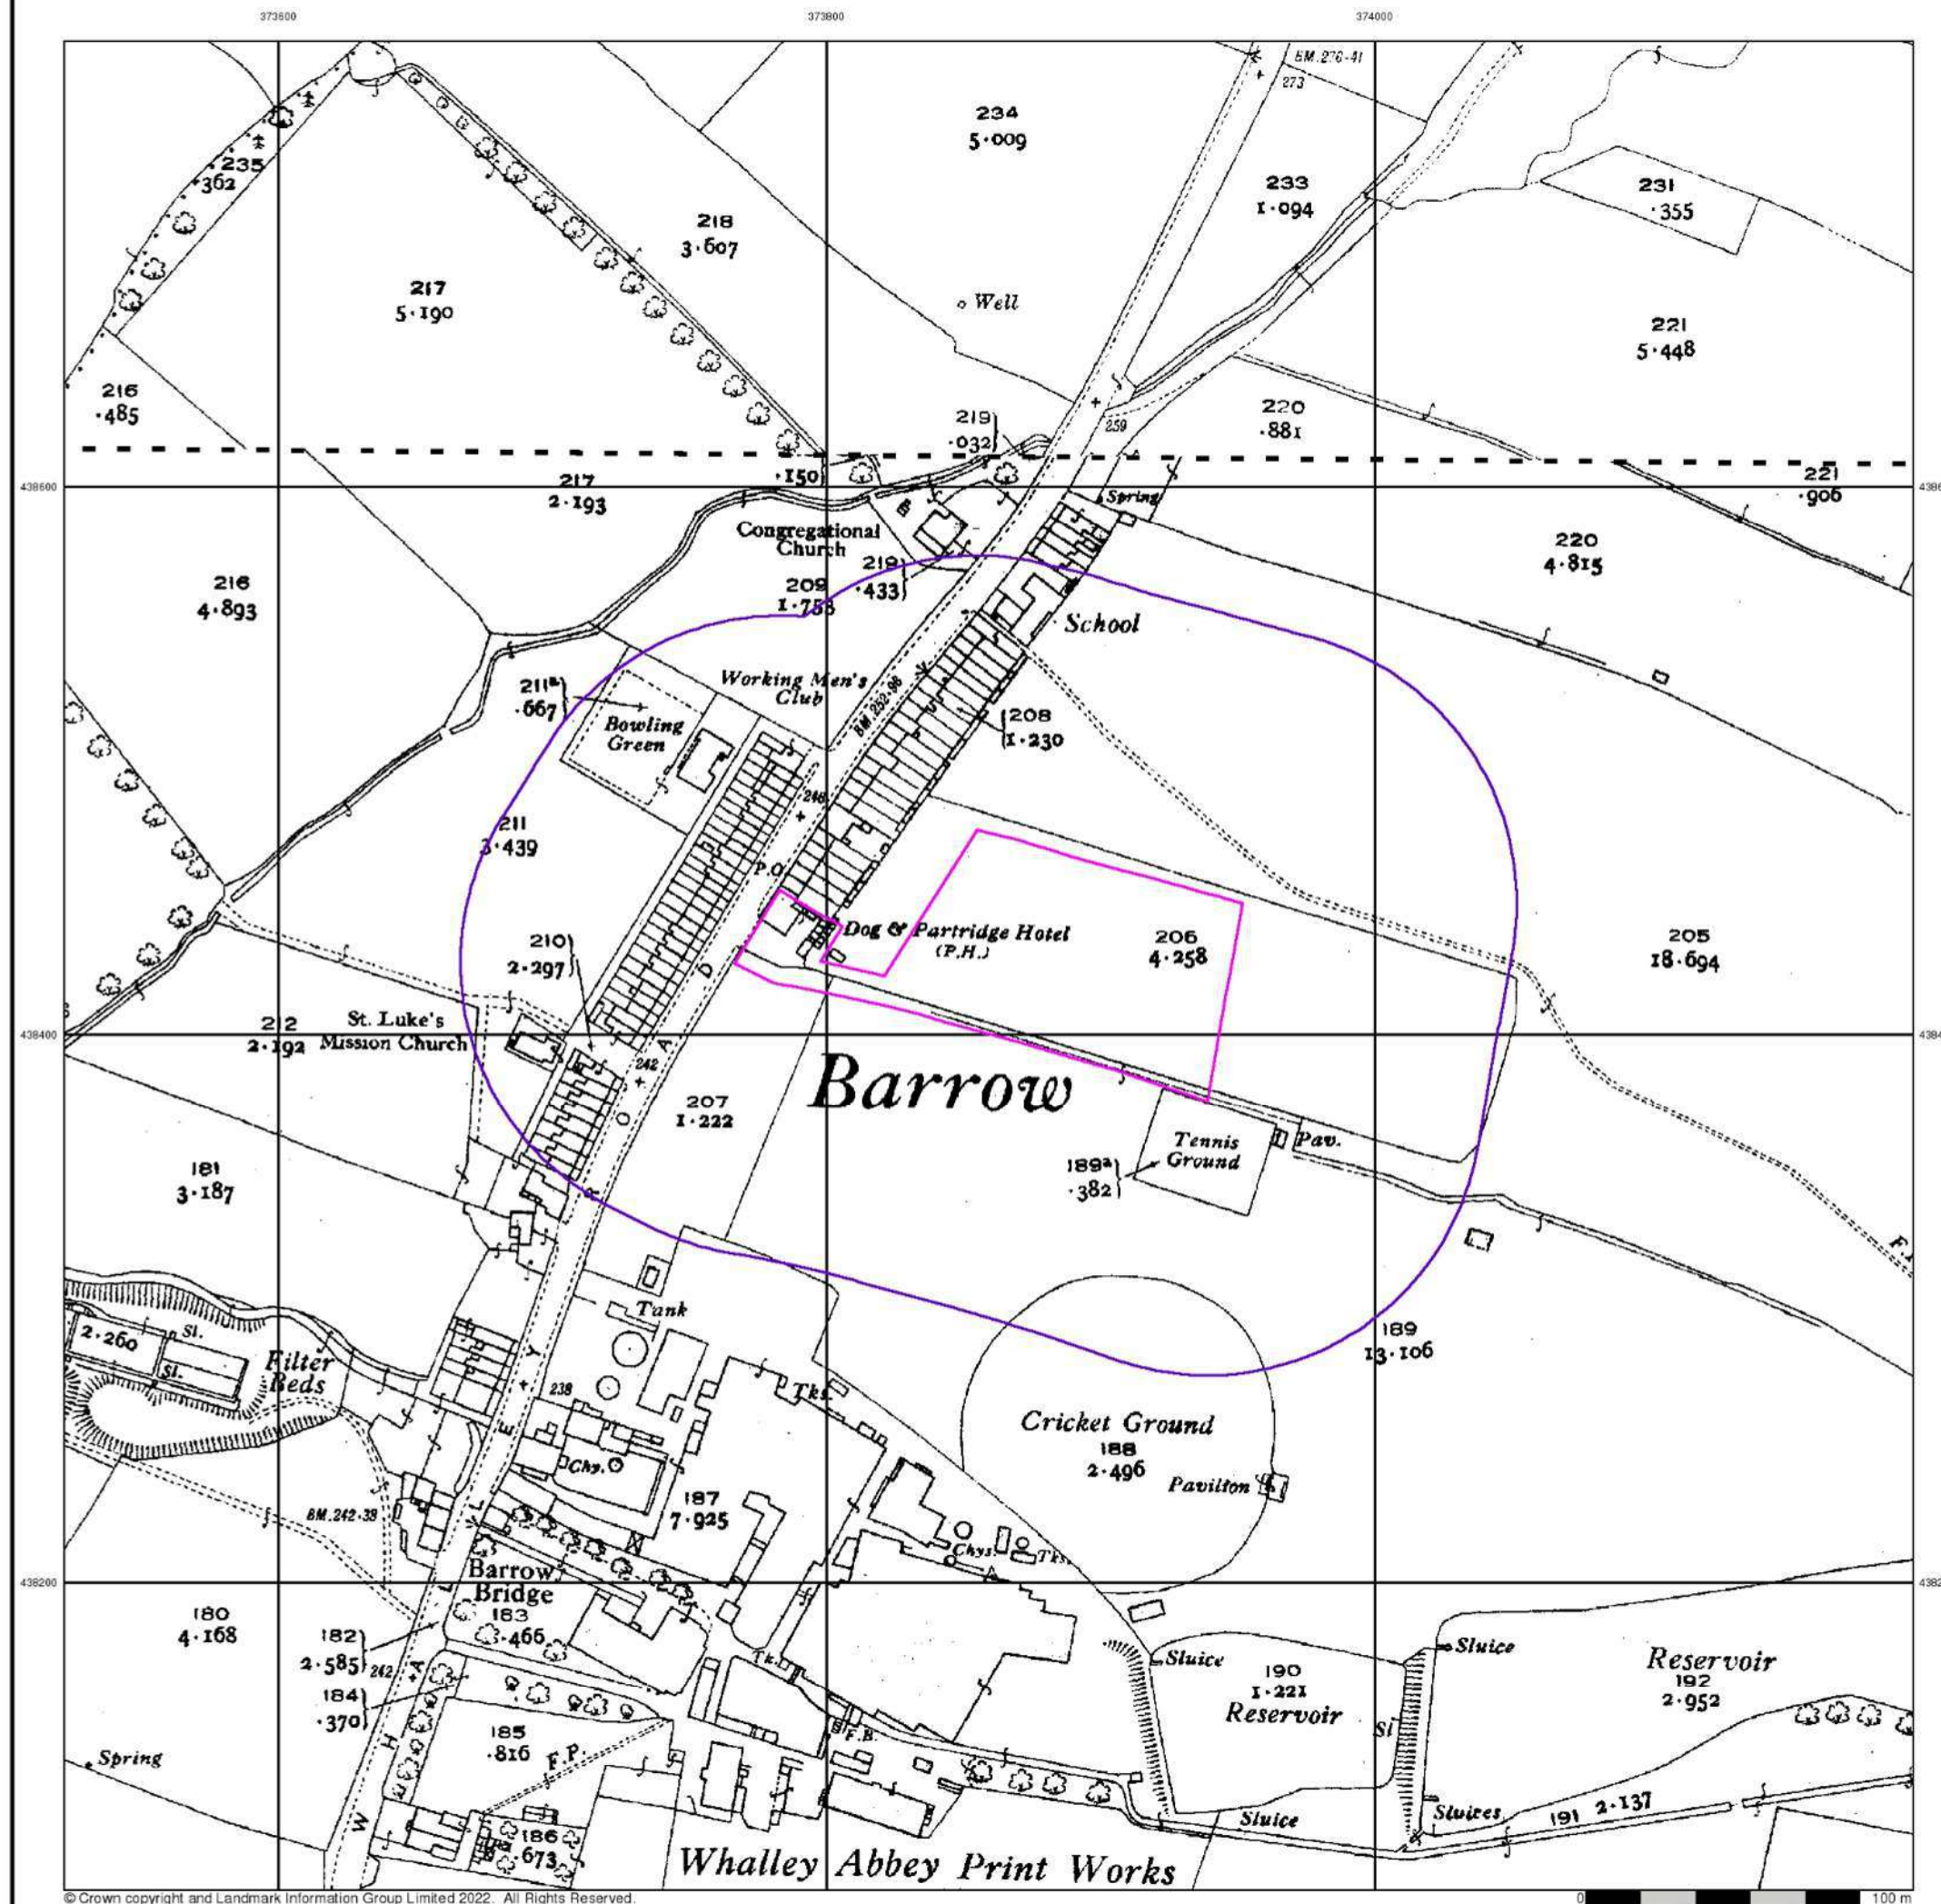 373600
373800
374000
BM.276·41
273
234
5·009
235
·362
233
1·094
231
·355
218
3·607
217
5·190
Well
221
5·448
216
·485
219
·032
259
220
·881
·150
438600
217
2·193
Spring
221
·906
Congregational
Church
219
·433
220
4·815
216
4·893
209
1·758
School
Working Men's
Club
211ª
·667
Bowling
Green
BM.252·98
208
1·230
246
211
3·439
P.O.
Dog & Partridge Hotel
(P.H.)
206
4·258
205
18·694
210
2·297
212
2·192
St. Luke's
Mission Church
438400
242
Barrow
207
1·222
Tennis
Ground
Pav.
189ª
·382
181
3·187
F.P.
Tank
2·260
Sl.
Sl.
Filter
Beds
189
13·106
238
Tks.
Cricket Ground
188
2·496
Pavilion
Chy.
187
7·925
BM.242·38
Chys.
Tks.
Barrow
Bridge
438200
180
4·168
183
·466
182
2·585
242
Sluice
Sluice
190
1·221
Reservoir
Reservoir
192
2·952
Tk.
184
·370
185
·816
F.P.
F.B.
Sl
Spring
Sluice
Sluices
191 2·137
186
·673
WHALLEY ROAD
Whalley Abbey Print Works
© Crown copyright and Landmark Information Group Limited 2022. All Rights Reserved.
0
100 m